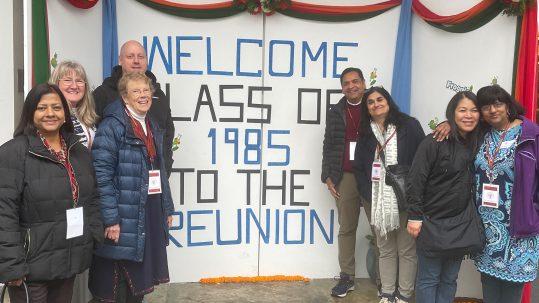 WELCOME
CLASS OF
1985
TO THE
REUNION